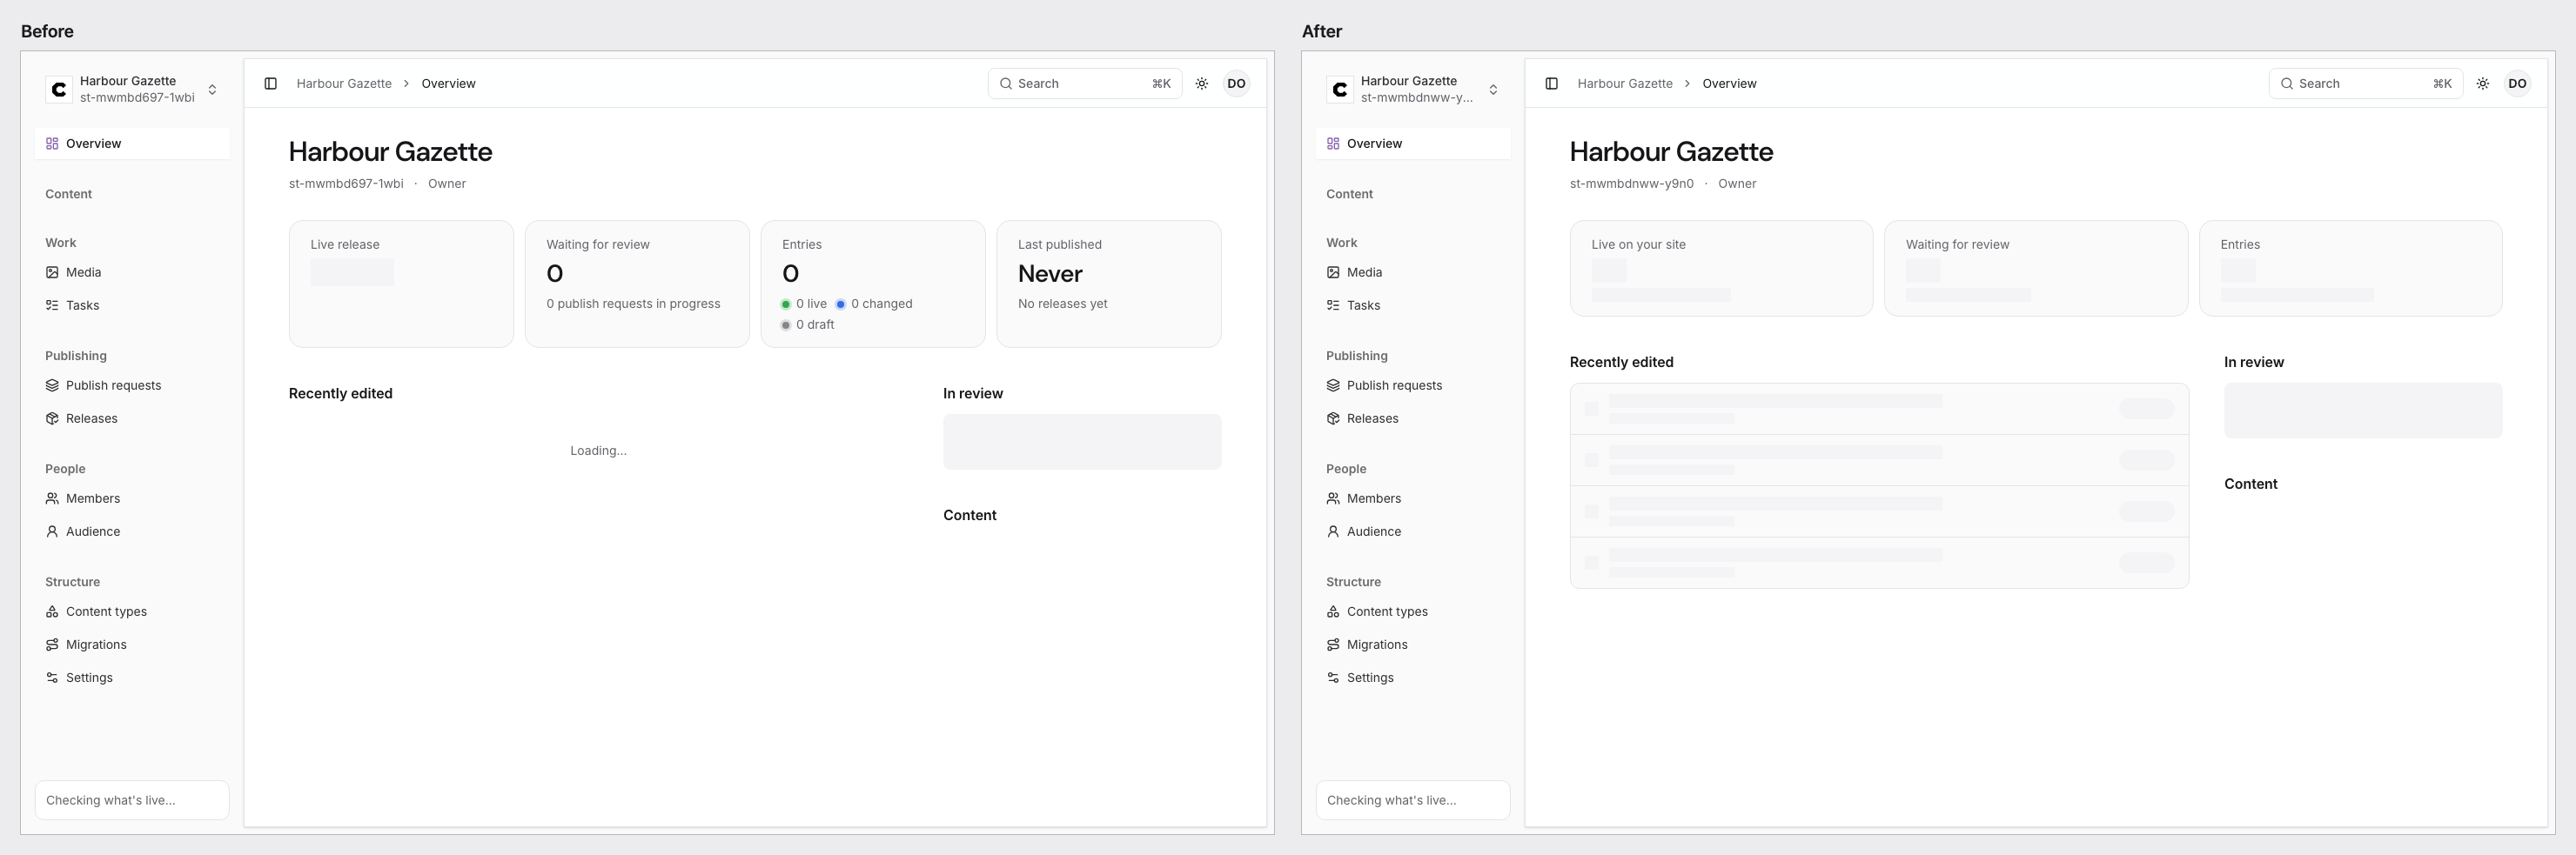 Before
Harbour Gazette
st-mwmbd697-1wbi
Overview
Content
Work
Media
Tasks
Publishing
Publish requests
Releases
People
Members
Audience
Structure
Content types
Migrations
Settings
Checking what's live...
Harbour Gazette > Overview
Search ⌘K
DO
Harbour Gazette
st-mwmbd697-1wbi · Owner
Live release
Waiting for review
0
0 publish requests in progress
Entries
0
0 live 0 changed
0 draft
Last published
Never
No releases yet
Recently edited
Loading...
In review
Content
After
Harbour Gazette
st-mwmbdnww-y...
Overview
Content
Work
Media
Tasks
Publishing
Publish requests
Releases
People
Members
Audience
Structure
Content types
Migrations
Settings
Checking what's live...
Harbour Gazette > Overview
Search ⌘K
DO
Harbour Gazette
st-mwmbdnww-y9n0 · Owner
Live on your site
Waiting for review
Entries
Recently edited
In review
Content